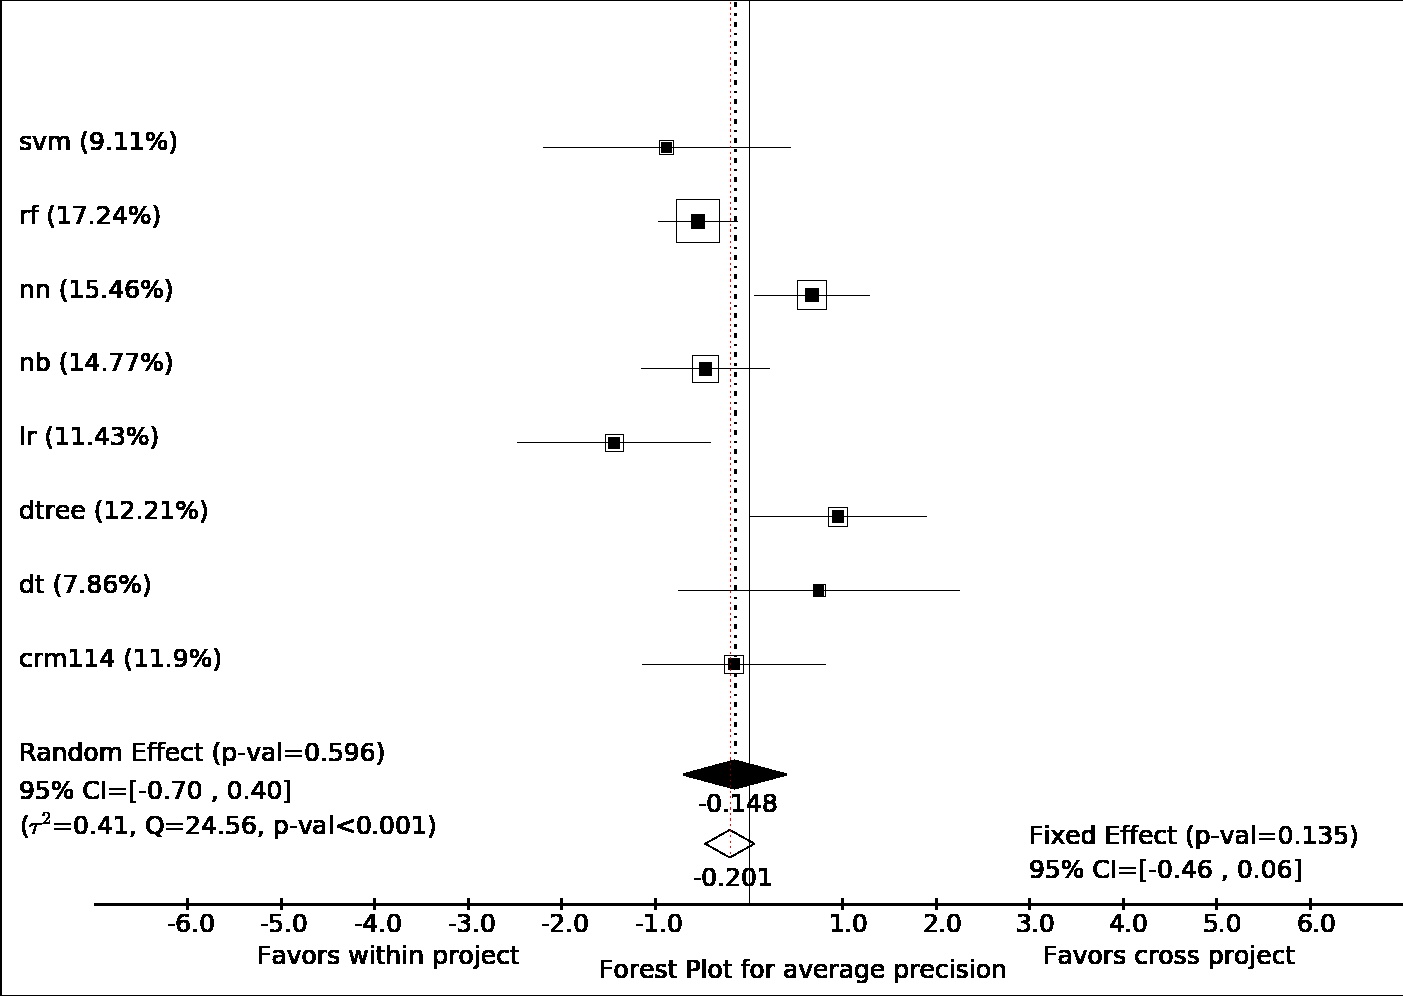 svm (9.11%)
rf (17.24%)
nn (15.46%)
nb (14.77%)
lr (11.43%)
dtree (12.21%)
dt (7.86%)
crm114 (11.9%)
Random Effect (p-val=0.596)
95% CI=[-0.70 , 0.40]
(τ²=0.41, Q=24.56, p-val<0.001)
-0.148
-0.201
Fixed Effect (p-val=0.135)
95% CI=[-0.46 , 0.06]
-6.0 -5.0 -4.0 -3.0 -2.0 -1.0 1.0 2.0 3.0 4.0 5.0 6.0
Favors within project
Favors cross project
Forest Plot for average precision